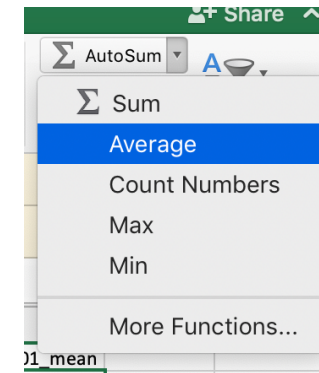 Share
Σ AutoSum
A
Σ Sum
Average
Count Numbers
Max
Min
More Functions...
01_mean